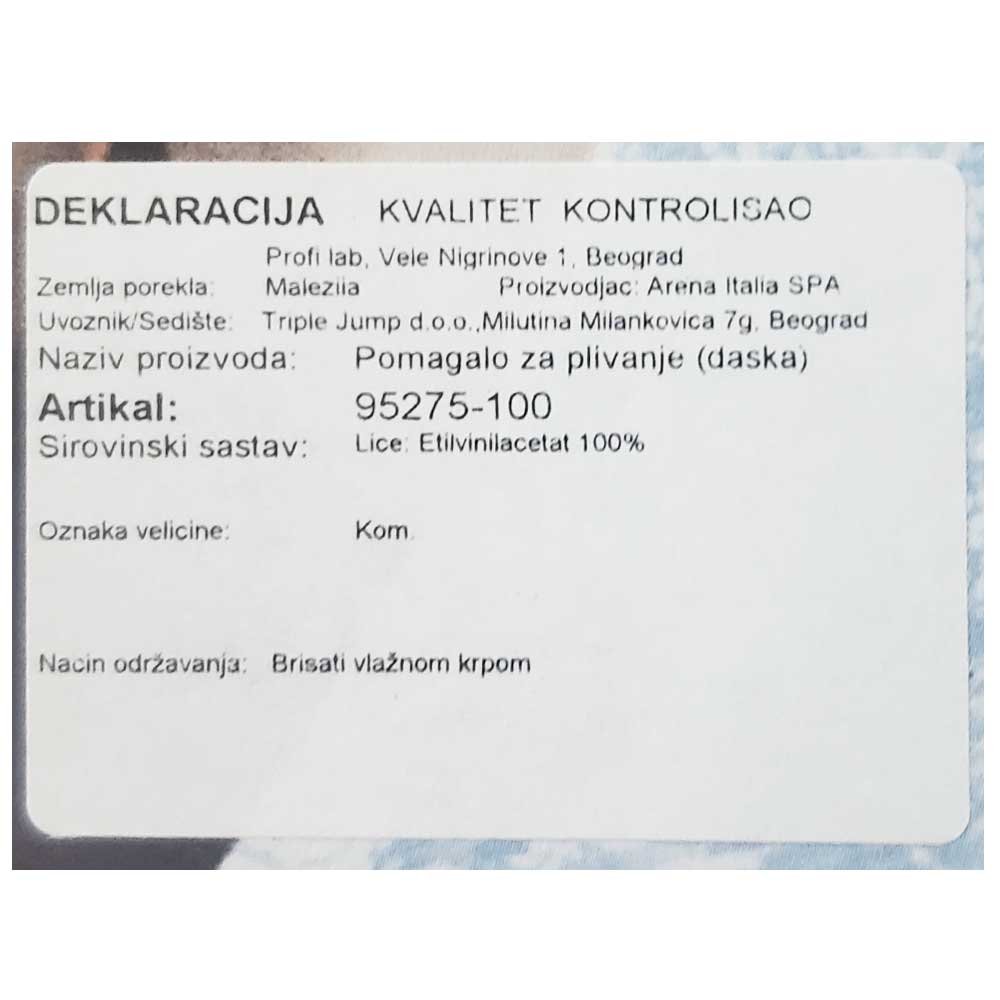 DEKLARACIJA KVALITET KONTROLISAO
Profi lab, Vele Nigrinove 1, Beograd
Zemlja porekla: Malezija Proizvodjac: Arena Italia SPA
Uvoznik/Sedište: Triple Jump d.o.o.,Milutina Milankovica 7g, Beograd
Naziv proizvoda: Pomagalo za plivanje (daska)
Artikal: 95275-100
Sirovinski sastav: Lice: Etilvinilacetat 100%
Oznaka velicine: Kom.
Nacin održavanja: Brisati vlažnom krpom